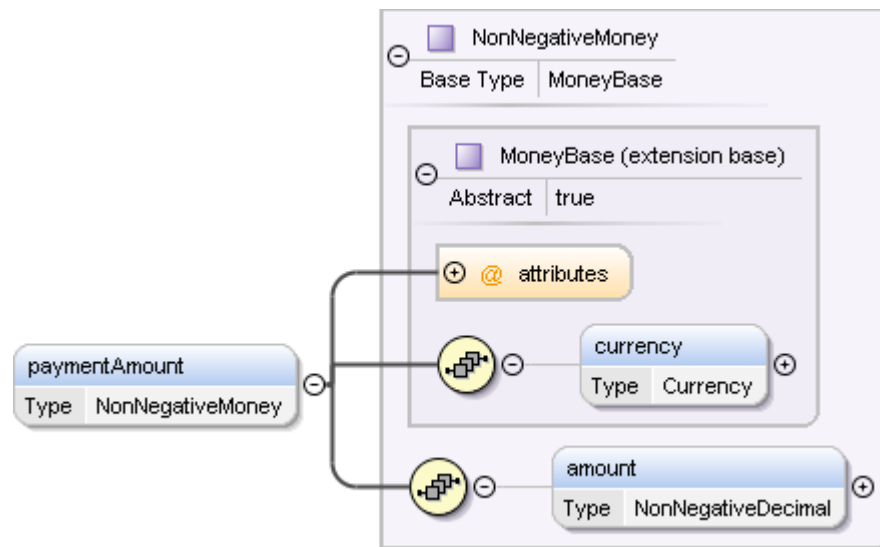 NonNegativeMoney
Base Type MoneyBase
MoneyBase (extension base)
Abstract true
@ attributes
currency
Type Currency
paymentAmount
Type NonNegativeMoney
amount
Type NonNegativeDecimal